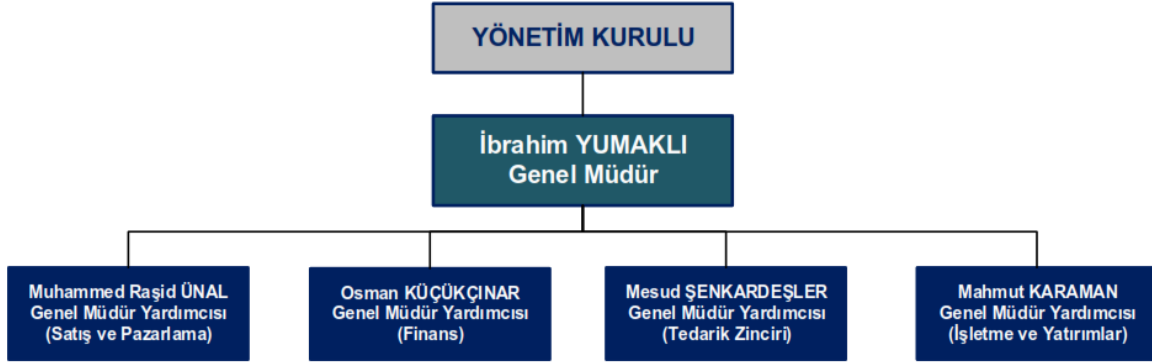 YÖNETİM KURULU
İbrahim YUMAKLI
Genel Müdür
Muhammed Raşid ÜNAL
Genel Müdür Yardımcısı
(Satış ve Pazarlama)
Osman KÜÇÜKÇINAR
Genel Müdür Yardımcısı
(Finans)
Mesud ŞENKARDEŞLER
Genel Müdür Yardımcısı
(Tedarik Zinciri)
Mahmut KARAMAN
Genel Müdür Yardımcısı
(İşletme ve Yatırımlar)